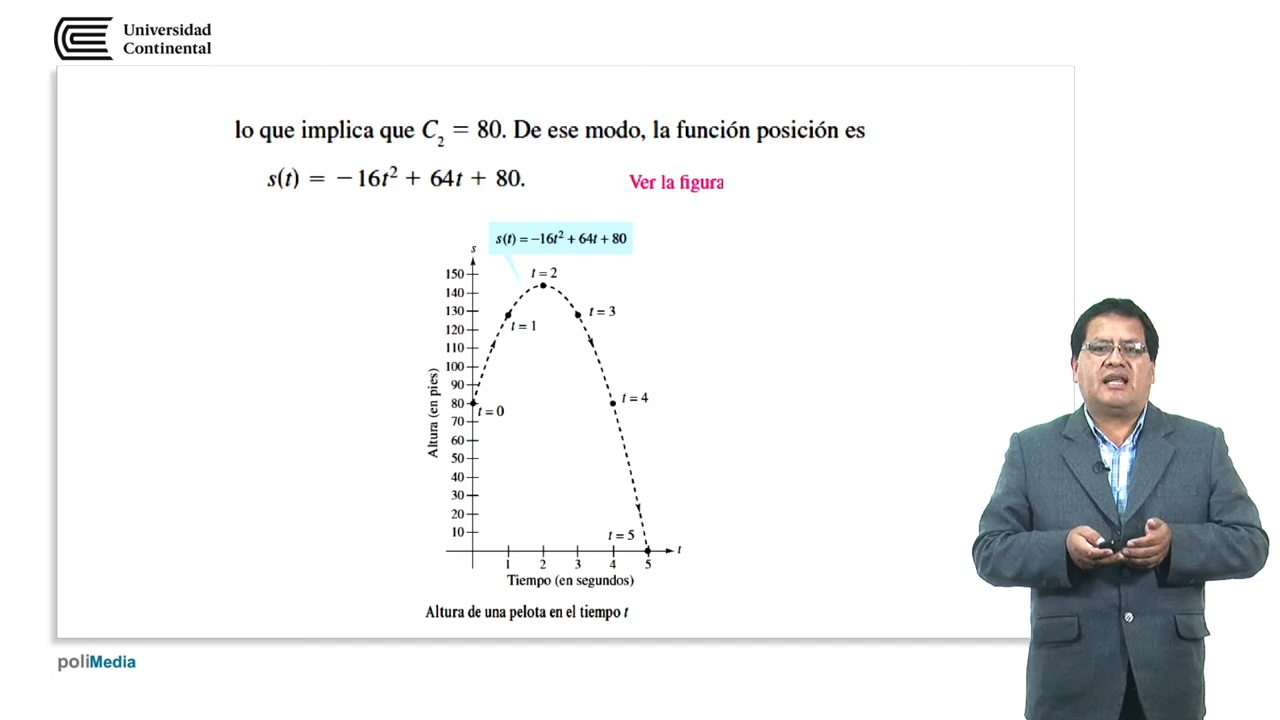 Universidad
Continental
lo que implica que C₂ = 80. De ese modo, la función posición es
s(t) = −16t² + 64t + 80.
Ver la figura
s(t) = −16t² + 64t + 80
s
t = 2
150
140
130
120
110
100
90
80
70
60
50
40
30
20
10
t = 3
t = 1
t = 4
t = 0
t = 5
Altura (en pies)
t
1 2 3 4 5
Tiempo (en segundos)
Altura de una pelota en el tiempo t
poliMedia